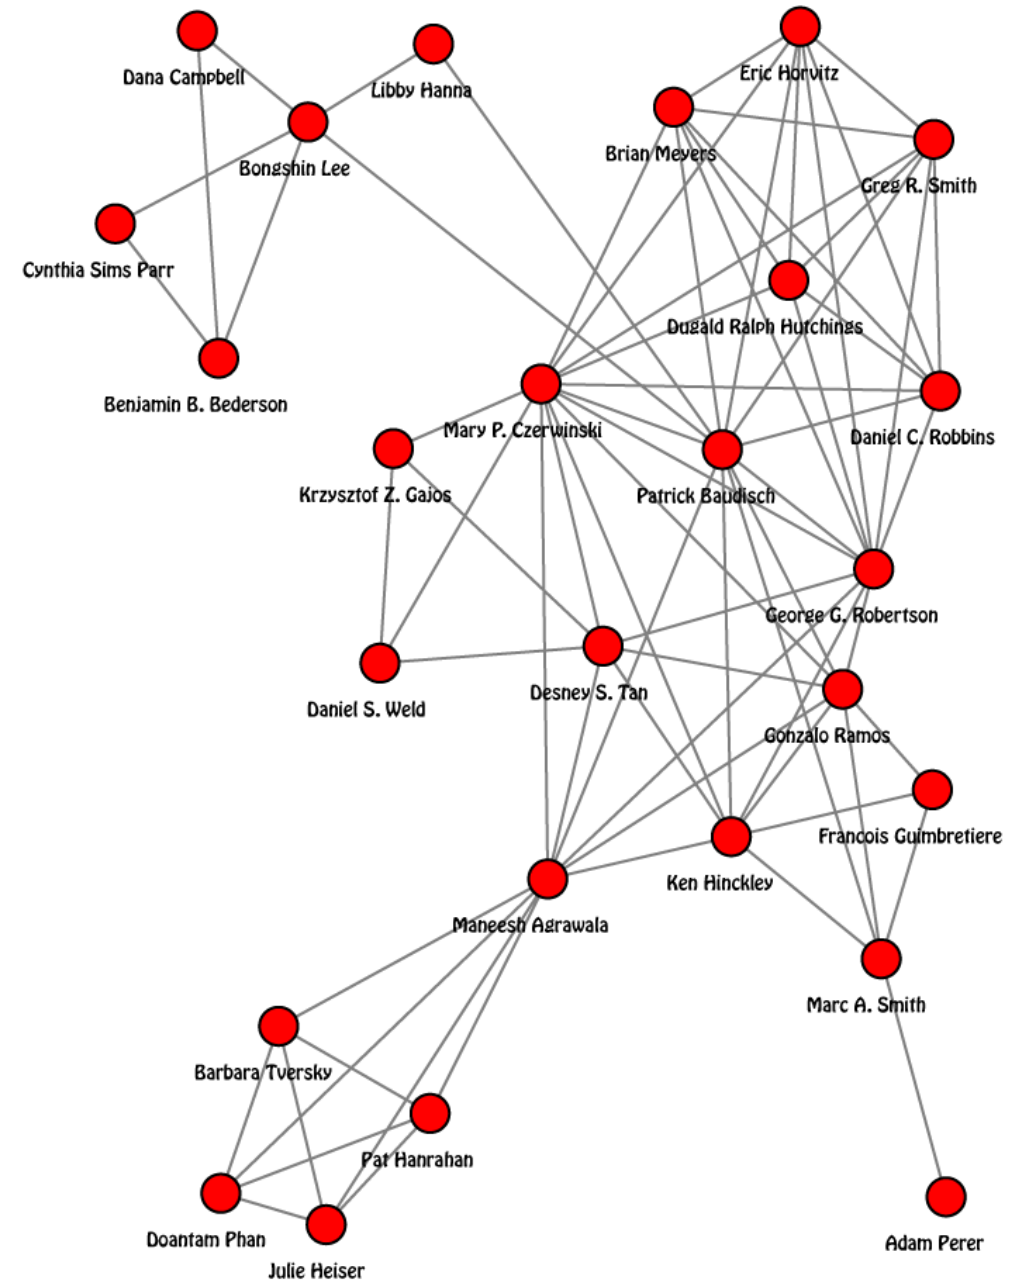 Dana Campbell
Libby Hanna
Eric Horvitz
Brian Meyers
Bongshin Lee
Greg R. Smith
Cynthia Sims Parr
Dugald Ralph Hutchings
Benjamin B. Bederson
Mary P. Czerwinski
Daniel C. Robbins
Krzysztof Z. Gajos
Patrick Baudisch
George G. Robertson
Desney S. Tan
Daniel S. Weld
Gonzalo Ramos
Francois Guimbretiere
Ken Hinckley
Maneesh Agrawala
Marc A. Smith
Barbara Tversky
Pat Hanrahan
Doantam Phan
Adam Perer
Julie Heiser